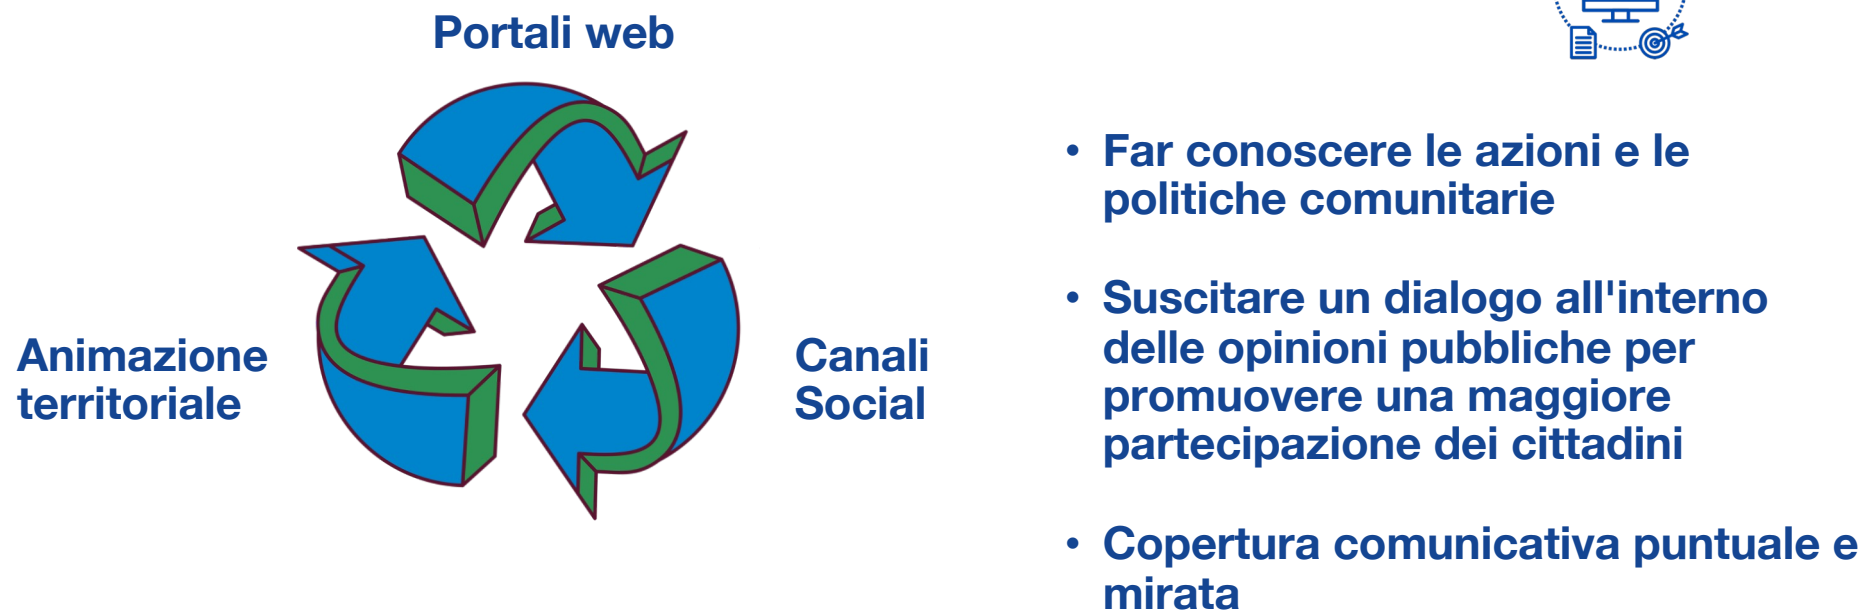 Portali web
Animazione
territoriale
Canali
Social
• Far conoscere le azioni e le
politiche comunitarie
• Suscitare un dialogo all'interno
delle opinioni pubbliche per
promuovere una maggiore
partecipazione dei cittadini
• Copertura comunicativa puntuale e
mirata